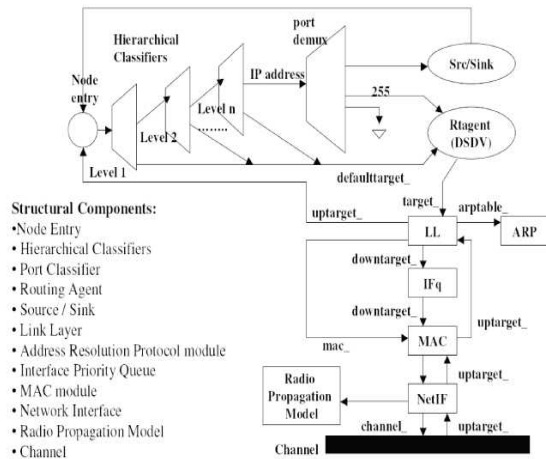 port
demux
Hierarchical
Classifiers
Src/Sink
Node
entry
IP address
255
Level n
Level 2
........
Rtagent
(DSDV)
Level 1
defaulttarget_
target_
Structural Components:
•Node Entry
• Hierarchical Classifiers
• Port Classifier
• Routing Agent
• Source / Sink
• Link Layer
• Address Resolution Protocol module
• Interface Priority Queue
• MAC module
• Network Interface
• Radio Propagation Model
• Channel
uptarget_
arptable_
LL
ARP
downtarget_
IFq
downtarget_
uptarget_
mac_
MAC
uptarget_
Radio
Propagation
Model
NetIF
channel_
uptarget_
Channel